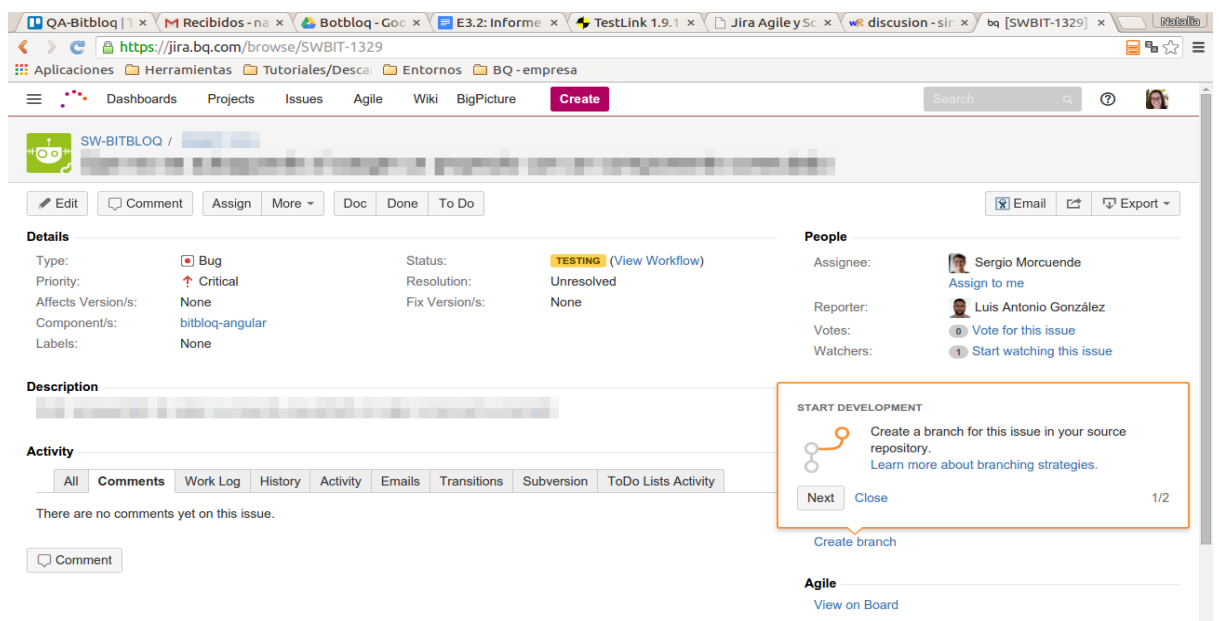 QA-Bitbloq | T Recibidos - na Botbloq - Goo E3.2: Informe TestLink 1.9.1 Jira Agile y Sc discusion - sin bq [SWBIT-1329] Natalia
https://jira.bq.com/browse/SWBIT-1329
Aplicaciones Herramientas Tutoriales/Desca Entornos BQ - empresa
Dashboards Projects Issues Agile Wiki BigPicture Create Search
SW-BITBLOQ /
Edit Comment Assign More Doc Done To Do Email Export
Details
Type: Bug Status: TESTING (View Workflow)
Priority: Critical Resolution: Unresolved
Affects Version/s: None Fix Version/s: None
Component/s: bitbloq-angular
Labels: None
People
Assignee: Sergio Morcuende
Assign to me
Reporter: Luis Antonio González
Votes: 0 Vote for this issue
Watchers: 1 Start watching this issue
Description
START DEVELOPMENT
Create a branch for this issue in your source
repository.
Learn more about branching strategies.
Next Close 1/2
Create branch
Activity
All Comments Work Log History Activity Emails Transitions Subversion ToDo Lists Activity
There are no comments yet on this issue.
Comment
Agile
View on Board